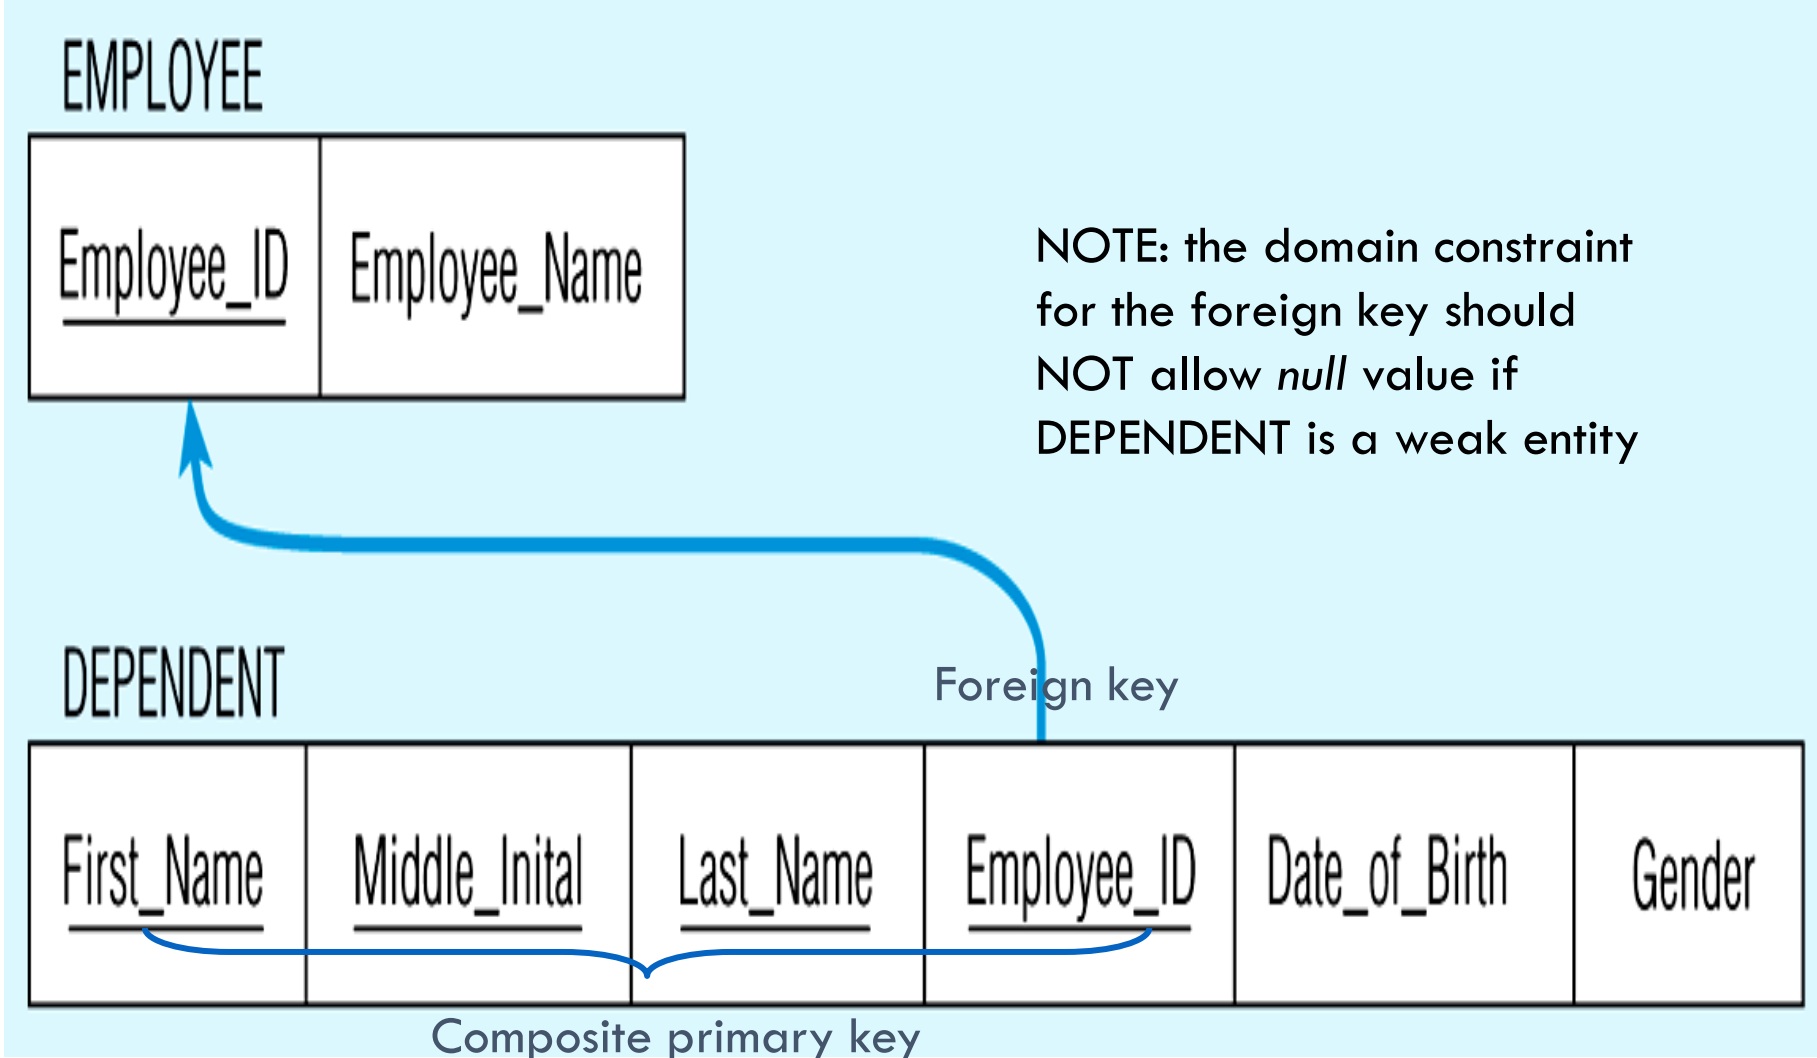 EMPLOYEE
Employee_ID Employee_Name
NOTE: the domain constraint
for the foreign key should
NOT allow null value if
DEPENDENT is a weak entity
DEPENDENT
Foreign key
First_Name Middle_Inital Last_Name Employee_ID Date_of_Birth Gender
Composite primary key